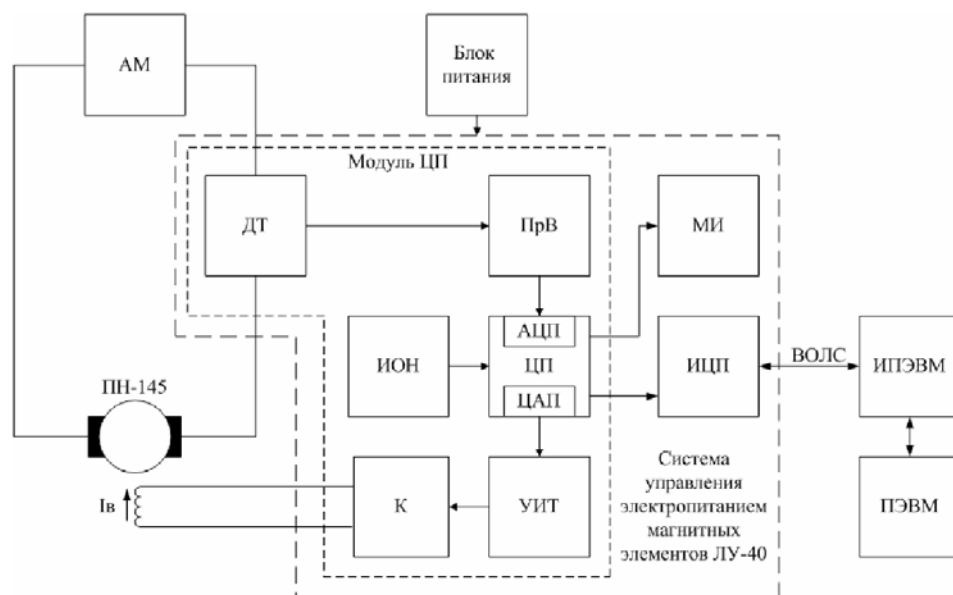 АМ
Блок
питания
Модуль ЦП
ДТ
ПрВ
МИ
ИОН
АЦП
ЦП
ЦАП
ИЦП
ВОЛС
ИПЭВМ
ПН-145
Iв
К
УИТ
Система
управления
электропитанием
магнитных
элементов ЛУ-40
ПЭВМ